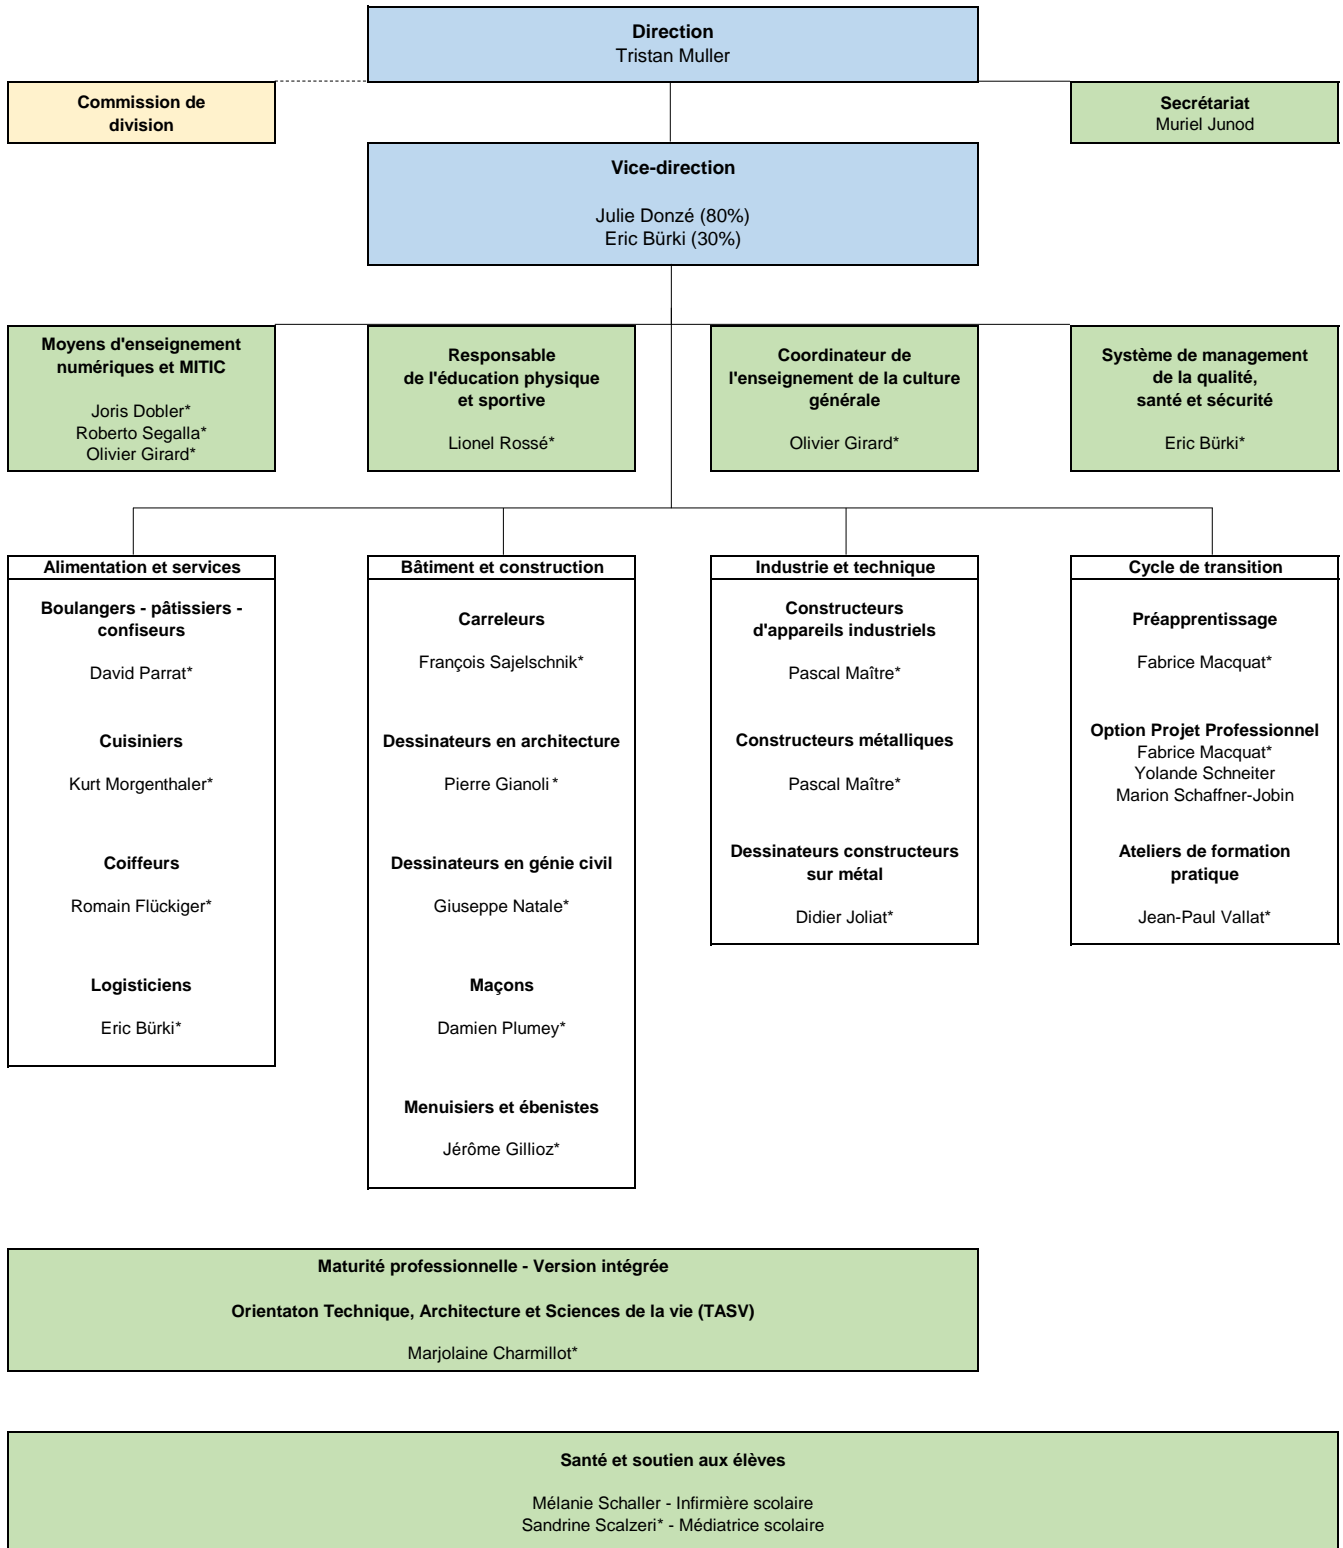 Direction
Tristan Muller
Commission de
division
Secrétariat
Muriel Junod
Vice-direction
Julie Donzé (80%)
Eric Bürki (30%)
Moyens d'enseignement
numériques et MITIC
Joris Dobler*
Roberto Segalla*
Olivier Girard*
Responsable
de l'éducation physique
et sportive
Lionel Rossé*
Coordinateur de
l'enseignement de la culture
générale
Olivier Girard*
Système de management
de la qualité,
santé et sécurité
Eric Bürki*
Alimentation et services
Boulangers - pâtissiers -
confiseurs
David Parrat*
Cuisiniers
Kurt Morgenthaler*
Coiffeurs
Romain Flückiger*
Logisticiens
Eric Bürki*
Bâtiment et construction
Carreleurs
François Sajelschnik*
Dessinateurs en architecture
Pierre Gianoli *
Dessinateurs en génie civil
Giuseppe Natale*
Maçons
Damien Plumey*
Menuisiers et ébenistes
Jérôme Gillioz*
Industrie et technique
Constructeurs
d'appareils industriels
Pascal Maître*
Constructeurs métalliques
Pascal Maître*
Dessinateurs constructeurs
sur métal
Didier Joliat*
Cycle de transition
Préapprentissage
Fabrice Macquat*
Option Projet Professionnel
Fabrice Macquat*
Yolande Schneiter
Marion Schaffner-Jobin
Ateliers de formation
pratique
Jean-Paul Vallat*
Maturité professionnelle - Version intégrée
Orientaton Technique, Architecture et Sciences de la vie (TASV)
Marjolaine Charmillot*
Santé et soutien aux élèves
Mélanie Schaller - Infirmière scolaire
Sandrine Scalzeri* - Médiatrice scolaire